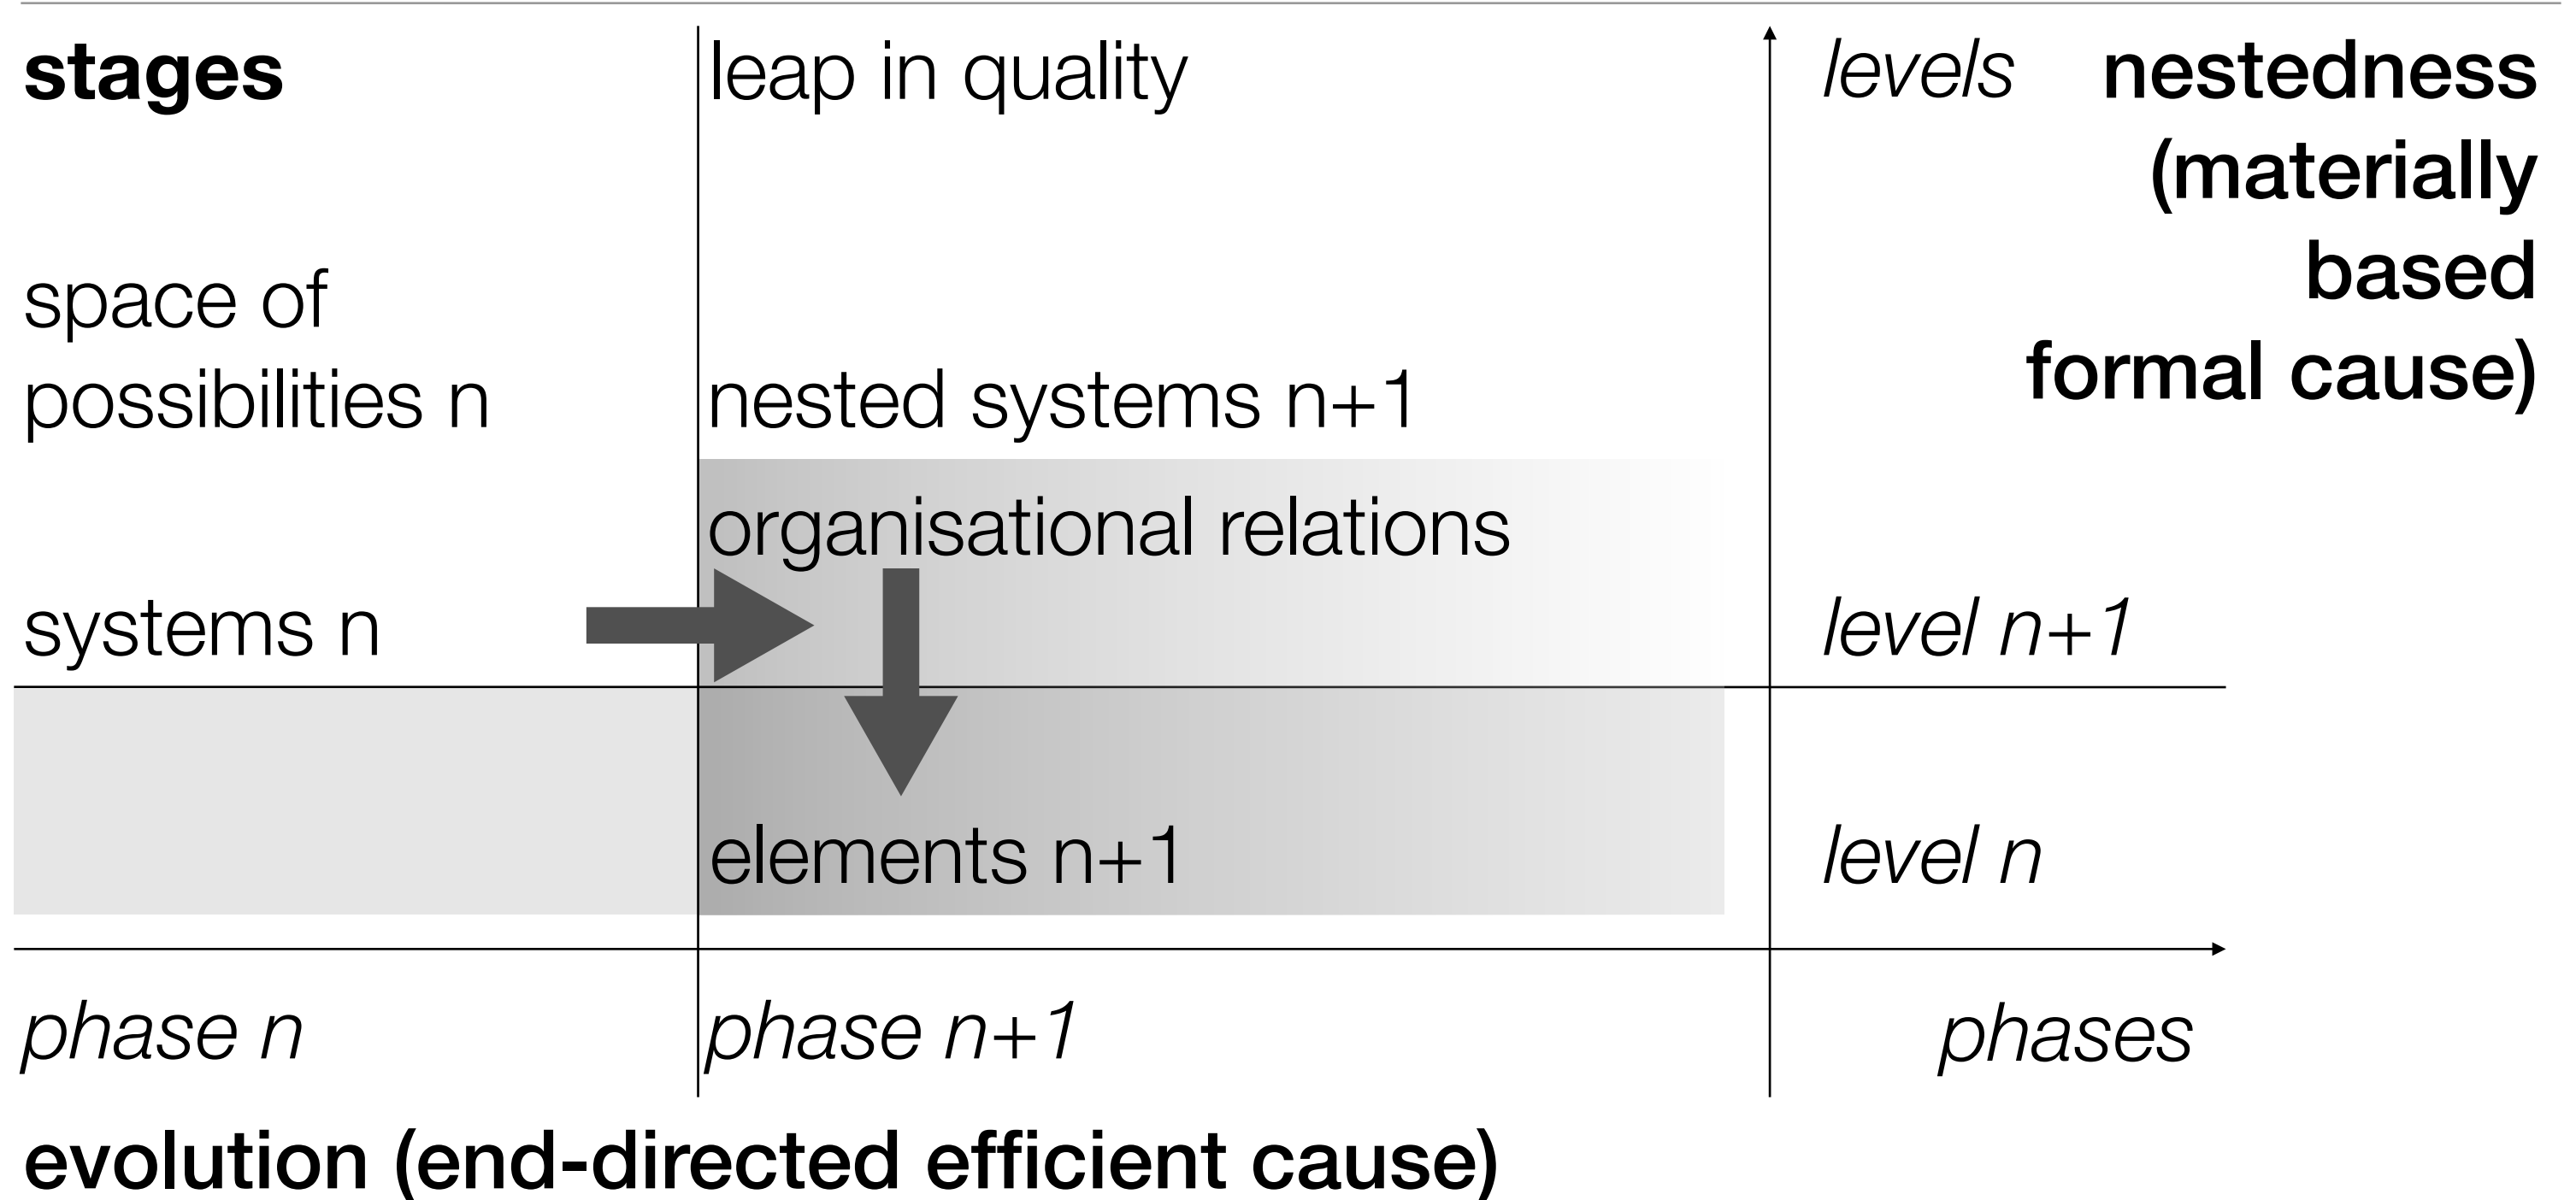 stages
leap in quality
levels
nestedness
(materially
based
formal cause)
space of
possibilities n
nested systems n+1
organisational relations
systems n
level n+1
elements n+1
level n
phase n
phase n+1
phases
evolution (end-directed efficient cause)